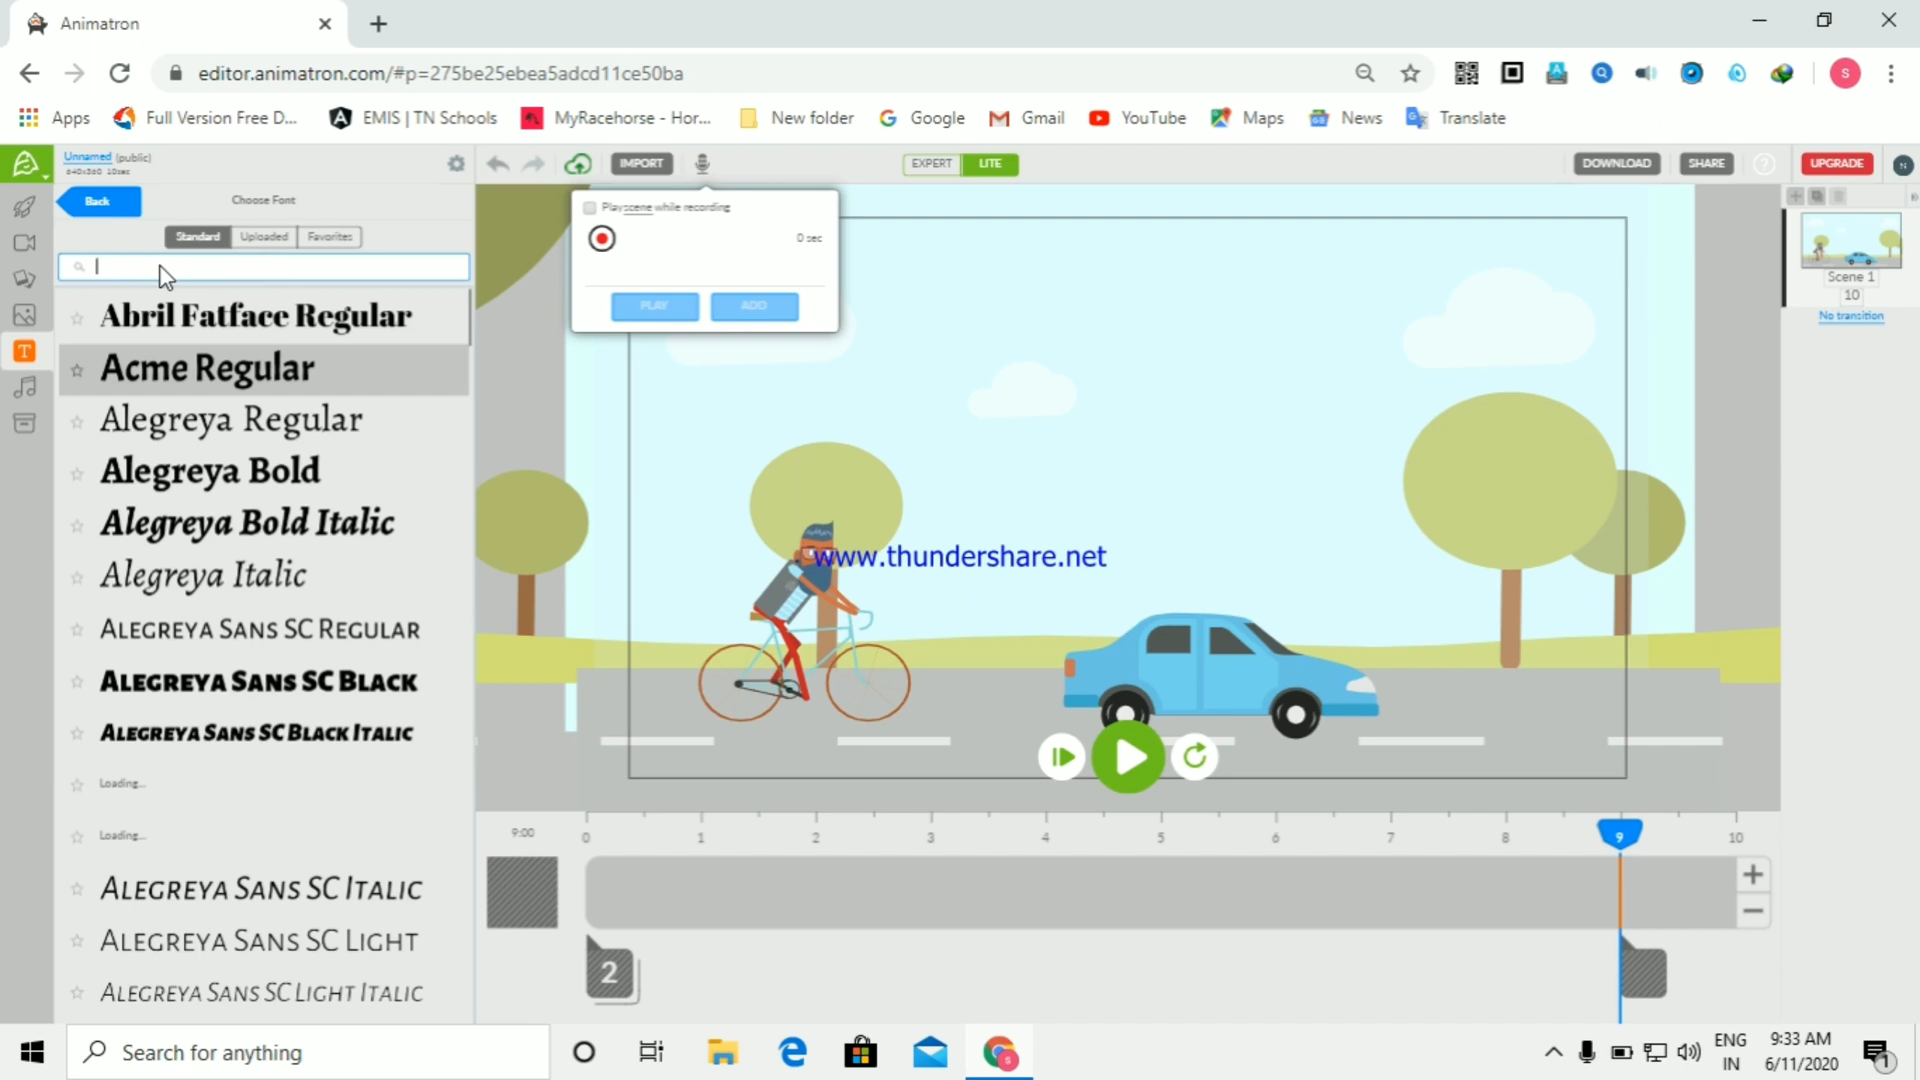 Animatron
editor.animatron.com/#p=275be25ebea5adcd11ce50ba
S
Apps
Full Version Free D...
EMIS | TN Schools
MyRacehorse - Hor...
New folder
Google
Gmail
YouTube
Maps
News
Translate
Unnamed (public)
640x360 10sec
IMPORT
EXPERT
LITE
DOWNLOAD
SHARE
?
UPGRADE
N
Back
Choose Font
Standard
Uploaded
Favorites
Play scene while recording
0 sec
PLAY
ADD
Scene 1
10
No transition
Abril Fatface Regular
Acme Regular
Alegreya Regular
Alegreya Bold
Alegreya Bold Italic
Alegreya Italic
Alegreya Sans SC Regular
Alegreya Sans SC Black
Alegreya Sans SC Black Italic
Loading...
Loading...
Alegreya Sans SC Italic
Alegreya Sans SC Light
Alegreya Sans SC Light Italic
T
www.thundershare.net
9:00
0 1 2 3 4 5 6 7 8 9 10
2
Search for anything
ENG
IN
9:33 AM
6/11/2020
1